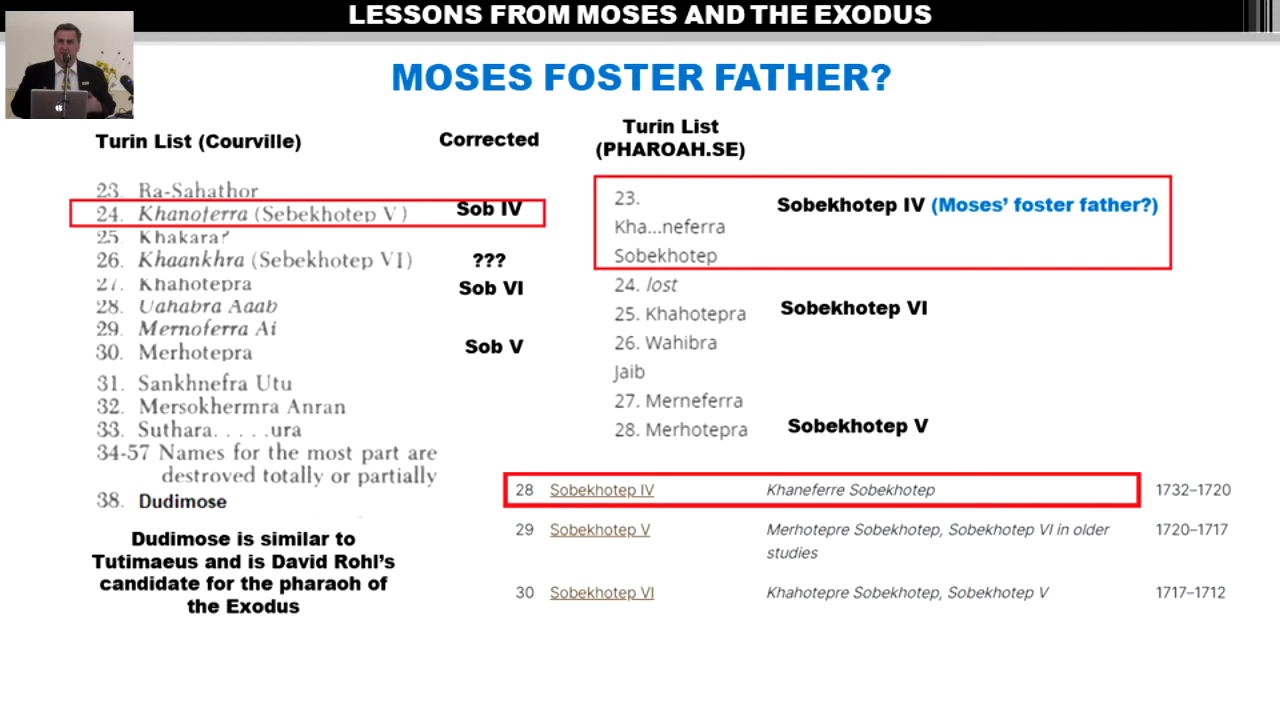 LESSONS FROM MOSES AND THE EXODUS
MOSES FOSTER FATHER?
Turin List (Courville)
Corrected
23. Ra-Sahathor
24. Khanoferra (Sebekhotep V) Sob IV
25. Khakara?
26. Khaankhra (Sebekhotep VI) ???
27. Khahotepra Sob VI
28. Uahabra Aaab
29. Mernoferra Ai
30. Merhotepra Sob V
31. Sankhnefra Utu
32. Mersokhermra Anran
33. Suthara. . . . .ura
34-57 Names for the most part are
destroyed totally or partially
38. Dudimose
Dudimose is similar to
Tutimaeus and is David Rohl's
candidate for the pharaoh of
the Exodus
Turin List
(PHAROAH.SE)
23.
Kha...neferra
Sobekhotep
Sobekhotep IV (Moses' foster father?)
24. lost
25. Khahotepra Sobekhotep VI
26. Wahibra
Jaib
27. Merneferra
28. Merhotepra Sobekhotep V
28 Sobekhotep IV Khaneferre Sobekhotep 1732–1720
29 Sobekhotep V Merhotepre Sobekhotep, Sobekhotep VI in older 1720–1717
studies
30 Sobekhotep VI Khahotepre Sobekhotep, Sobekhotep V 1717–1712